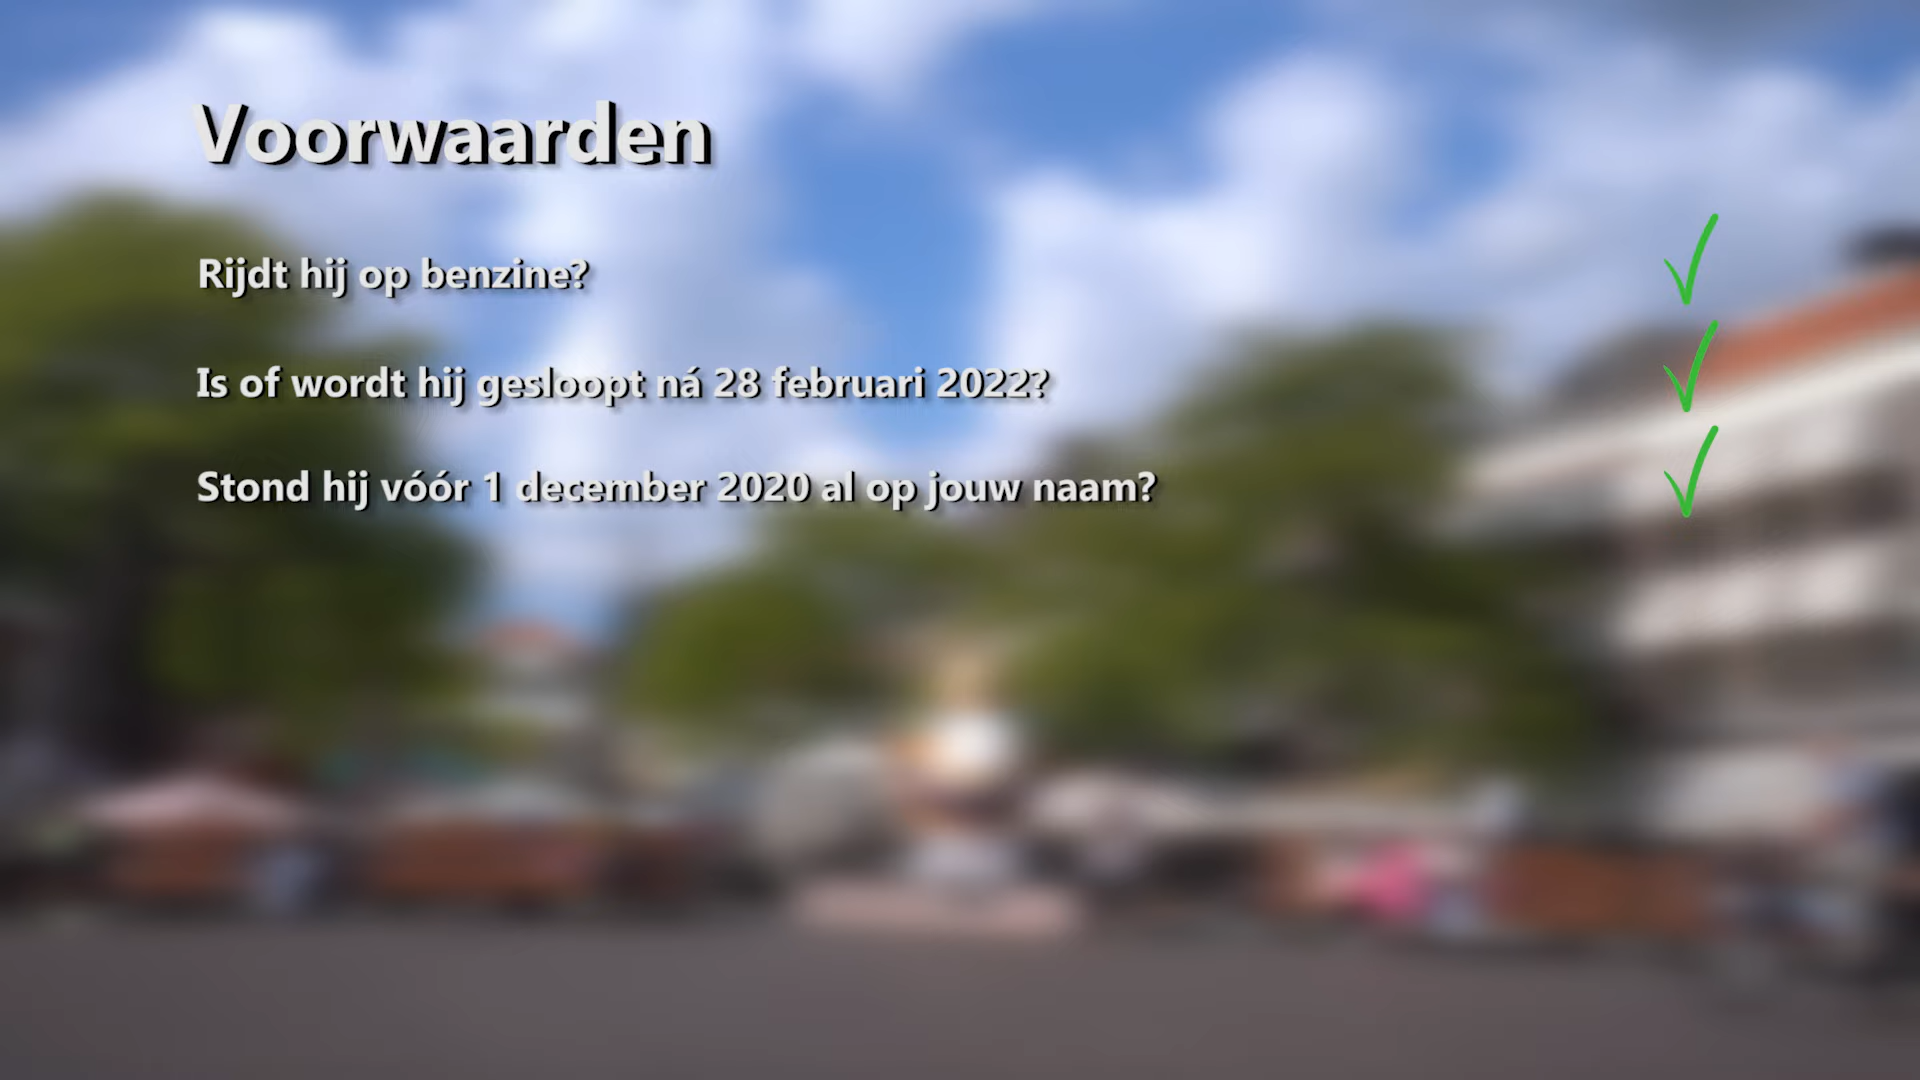 Voorwaarden
Rijdt hij op benzine?
Is of wordt hij gesloopt ná 28 februari 2022?
Stond hij vóór 1 december 2020 al op jouw naam?